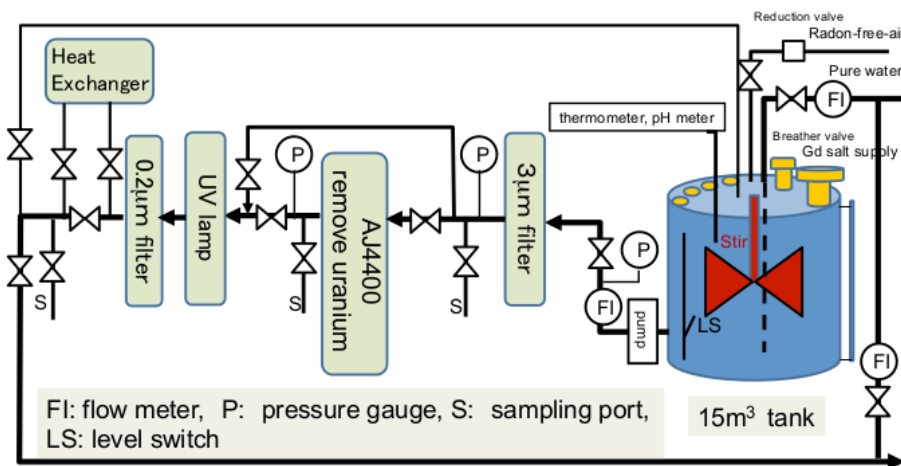 Reduction valve
Radon-free-air
Heat
Exchanger
Pure water
FI
thermometer, pH meter
Breather valve
Gd salt supply
P
P
0.2μm filter
UV lamp
AJ4400
remove uranium
3μm filter
Stir
P
FI
S
S
S
pump
LS
FI
FI: flow meter, P: pressure gauge, S: sampling port,
LS: level switch
15m³ tank